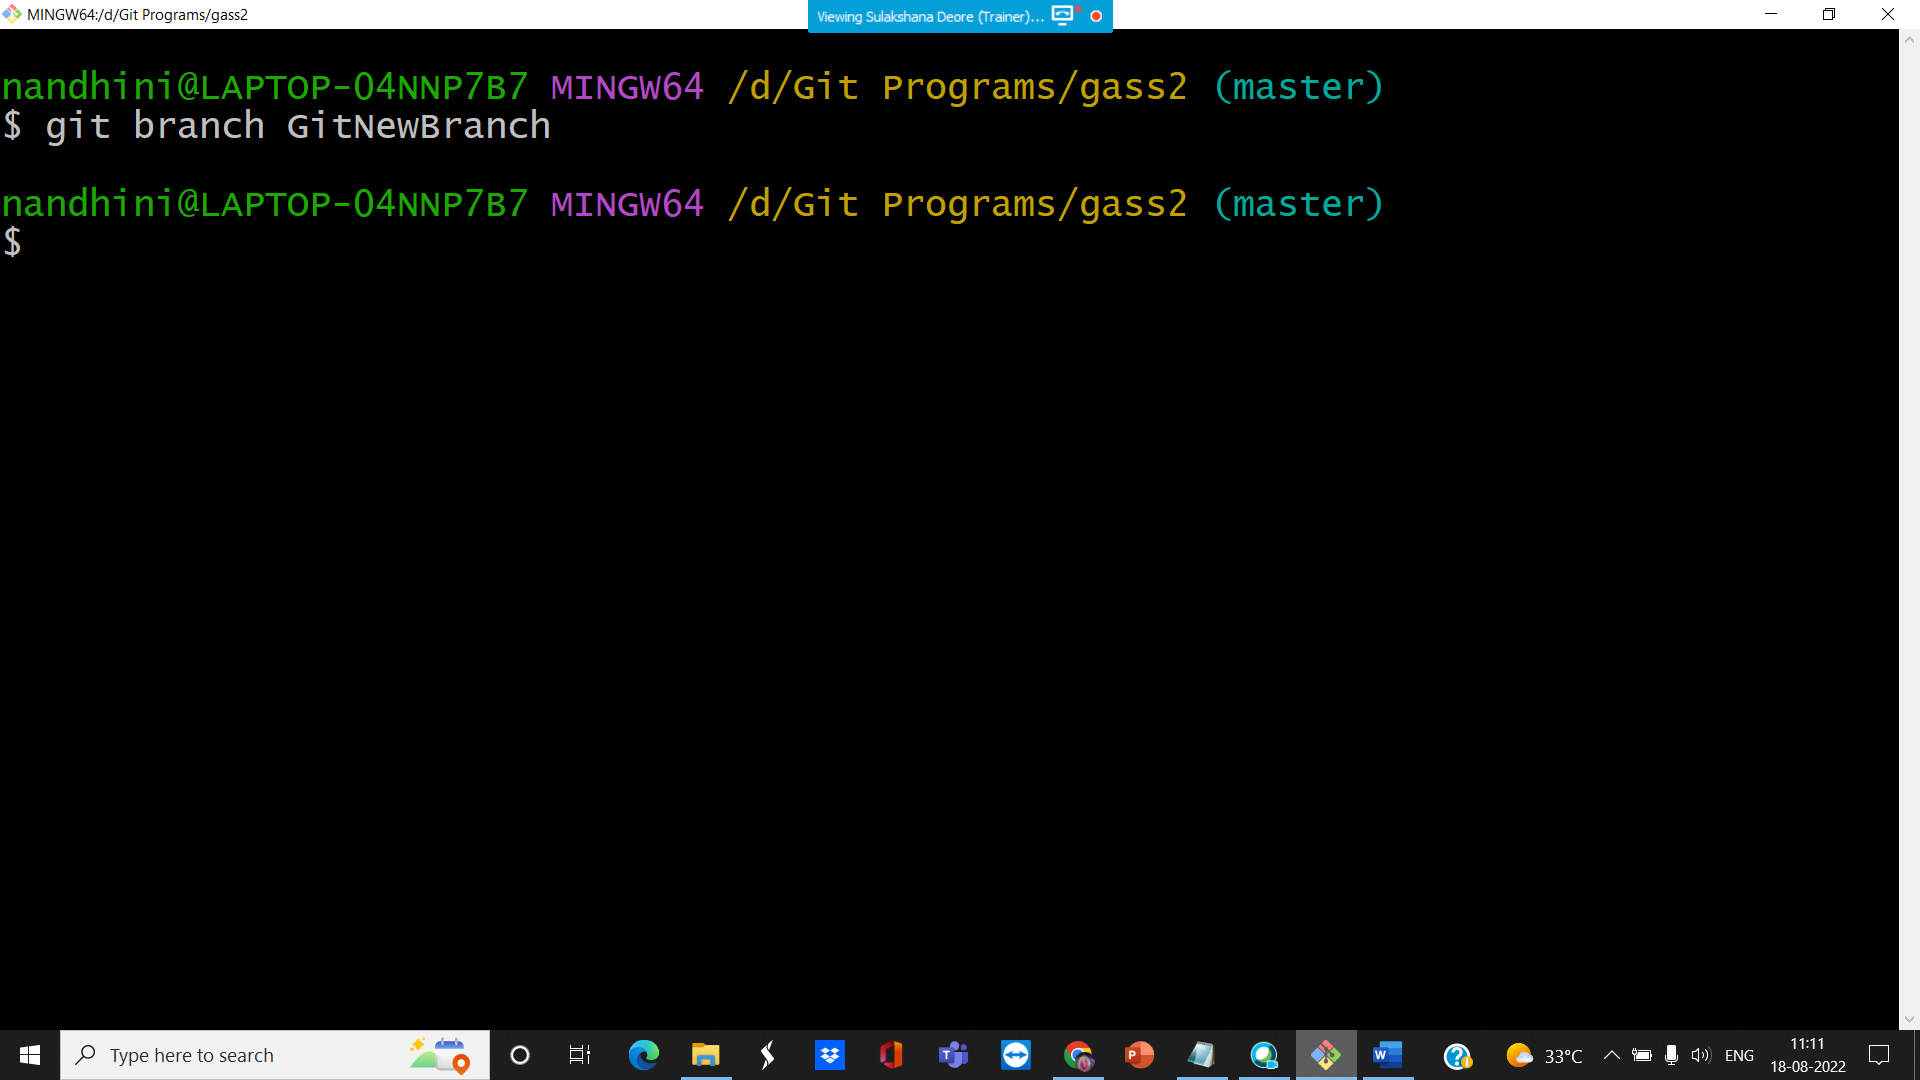 MINGW64:/d/Git Programs/gass2
Viewing Sulakshana Deore (Trainer)...
nandhini@LAPTOP-04NNP7B7 MINGW64 /d/Git Programs/gass2 (master)
$ git branch GitNewBranch
nandhini@LAPTOP-04NNP7B7 MINGW64 /d/Git Programs/gass2 (master)
$
Type here to search
33°C
ENG
11:11
18-08-2022